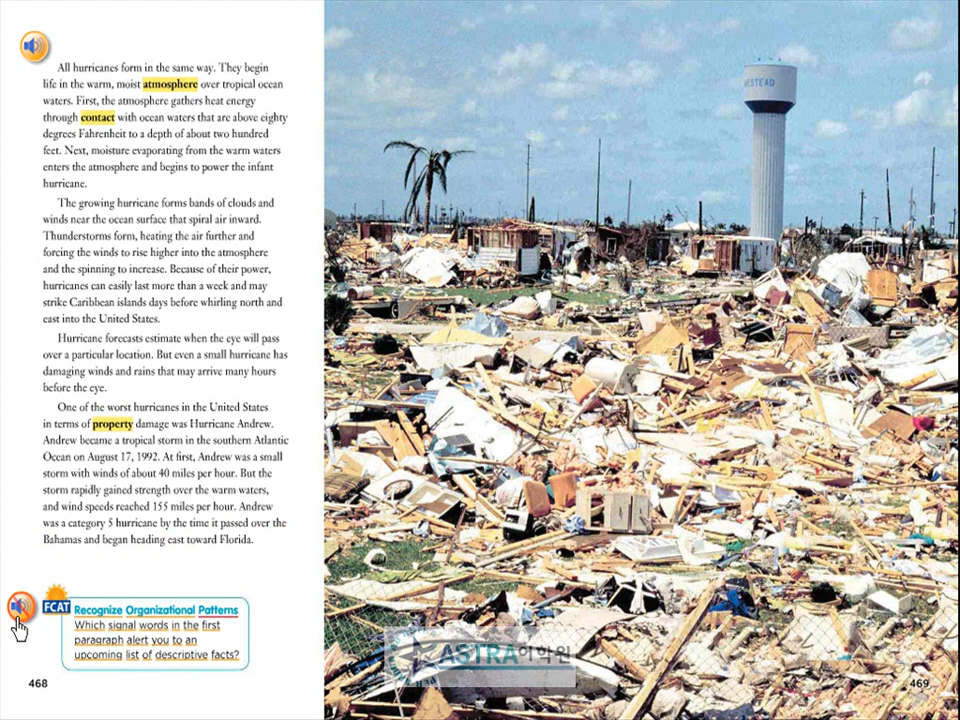 All hurricanes form in the same way. They begin
life in the warm, moist atmosphere over tropical ocean
waters. First, the atmosphere gathers heat energy
through contact with ocean waters that are above eighty
degrees Fahrenheit to a depth of about two hundred
feet. Next, moisture evaporating from the warm waters
enters the atmosphere and begins to power the infant
hurricane.
The growing hurricane forms bands of clouds and
winds near the ocean surface that spiral air inward.
Thunderstorms form, heating the air further and
forcing the winds to rise higher into the atmosphere
and the spinning to increase. Because of their power,
hurricanes can easily last more than a week and may
strike Caribbean islands days before whirling north and
east into the United States.
Hurricane forecasts estimate when the eye will pass
over a particular location. But even a small hurricane has
damaging winds and rains that may arrive many hours
before the eye.
One of the worst hurricanes in the United States
in terms of property damage was Hurricane Andrew.
Andrew became a tropical storm in the southern Atlantic
Ocean on August 17, 1992. At first, Andrew was a small
storm with winds of about 40 miles per hour. But the
storm rapidly gained strength over the warm waters,
and wind speeds reached 155 miles per hour. Andrew
was a category 5 hurricane by the time it passed over the
Bahamas and began heading east toward Florida.
FCAT Recognize Organizational Patterns
Which signal words in the first
paragraph alert you to an
upcoming list of descriptive facts?
468
ESTEAD
ASTRA어학원
469